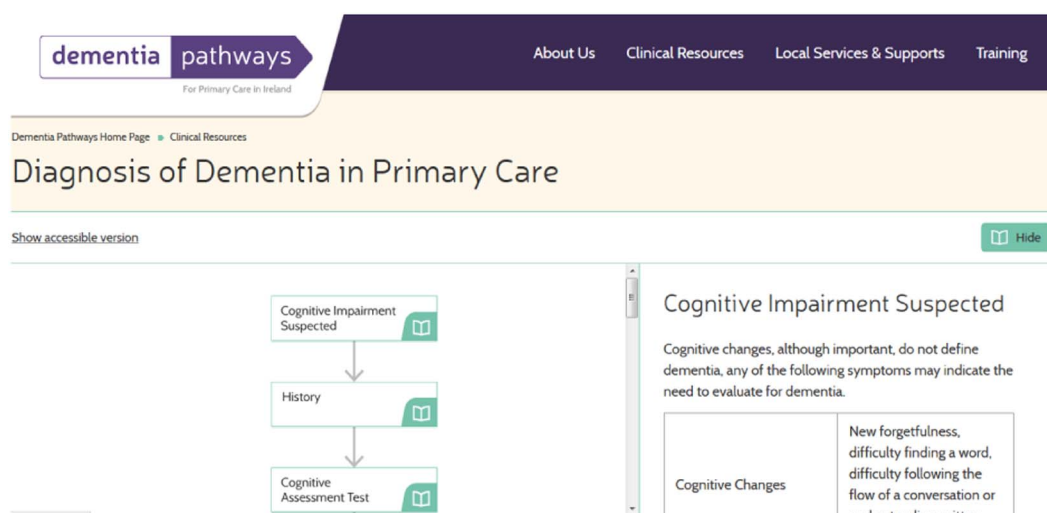 dementia pathways
For Primary Care in Ireland
About Us Clinical Resources Local Services & Supports Training
Dementia Pathways Home Page Clinical Resources
Diagnosis of Dementia in Primary Care
Show accessible version
Hide
Cognitive Impairment
Suspected
History
Cognitive
Assessment Test
Cognitive Impairment Suspected
Cognitive changes, although important, do not define
dementia, any of the following symptoms may indicate the
need to evaluate for dementia.
Cognitive Changes
New forgetfulness,
difficulty finding a word,
difficulty following the
flow of a conversation or